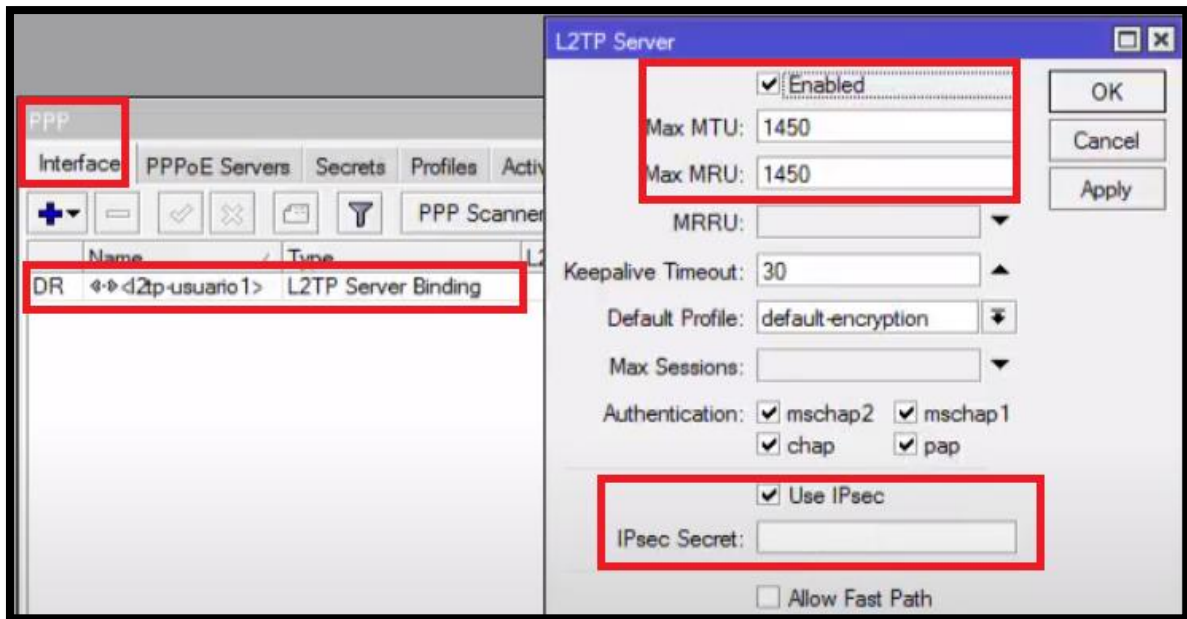 PPP
Interface PPPoE Servers Secrets Profiles Activ
PPP Scanner
Name Type L2
DR <l2tp-usuario1> L2TP Server Binding
L2TP Server
Enabled
Max MTU: 1450
Max MRU: 1450
MRRU:
Keepalive Timeout: 30
Default Profile: default-encryption
Max Sessions:
Authentication: mschap2 mschap1
chap pap
Use IPsec
IPsec Secret:
Allow Fast Path
OK
Cancel
Apply